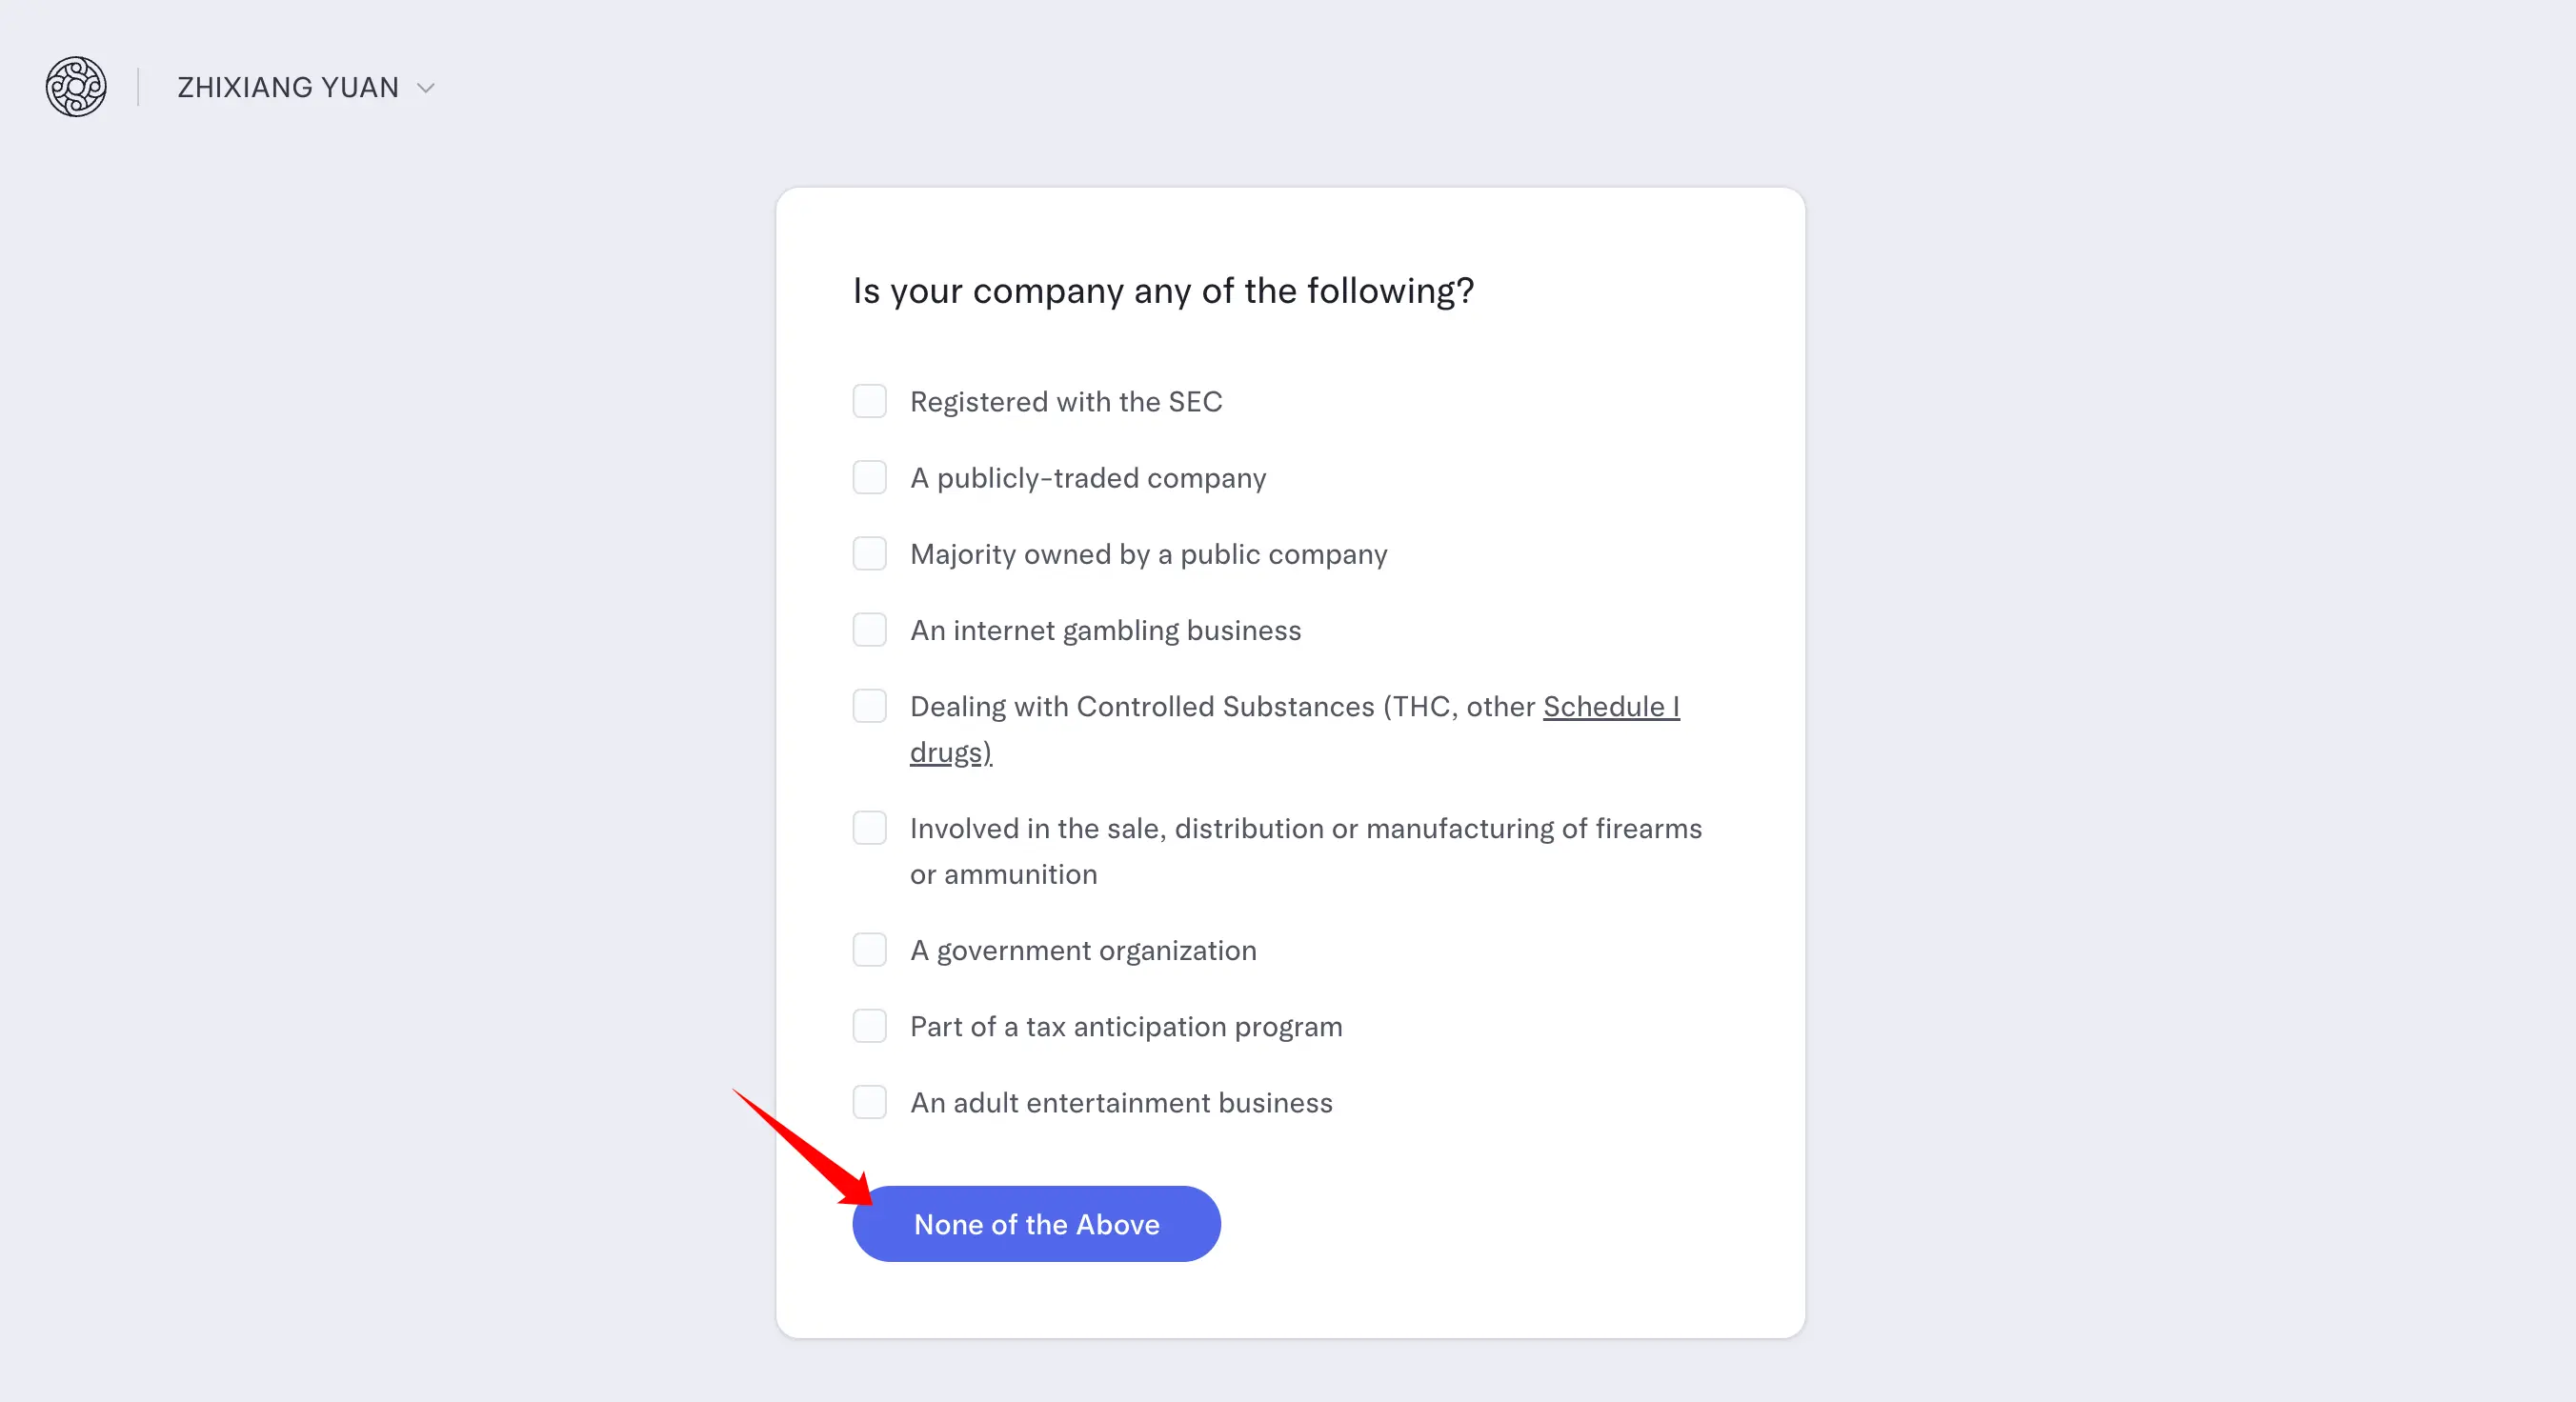 ZHIXIANG YUAN
Is your company any of the following?
Registered with the SEC
A publicly-traded company
Majority owned by a public company
An internet gambling business
Dealing with Controlled Substances (THC, other Schedule I
drugs)
Involved in the sale, distribution or manufacturing of firearms
or ammunition
A government organization
Part of a tax anticipation program
An adult entertainment business
None of the Above